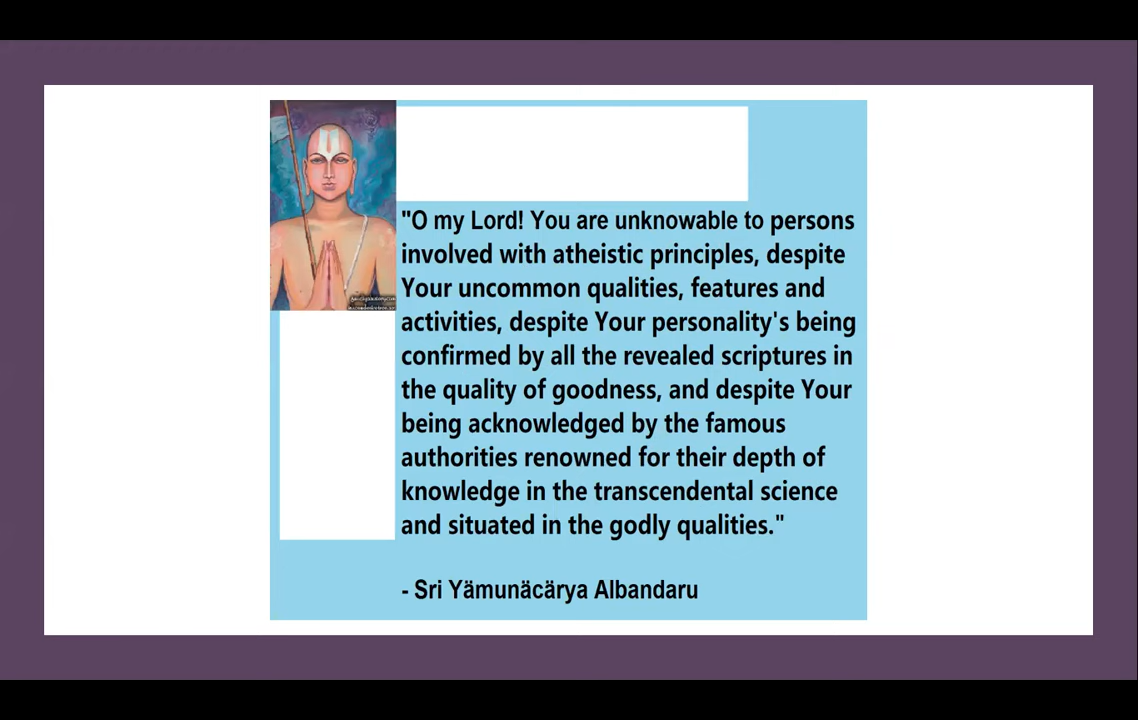 "O my Lord! You are unknowable to persons
involved with atheistic principles, despite
Your uncommon qualities, features and
activities, despite Your personality's being
confirmed by all the revealed scriptures in
the quality of goodness, and despite Your
being acknowledged by the famous
authorities renowned for their depth of
knowledge in the transcendental science
and situated in the godly qualities."
- Sri Yämunäcärya Albandaru